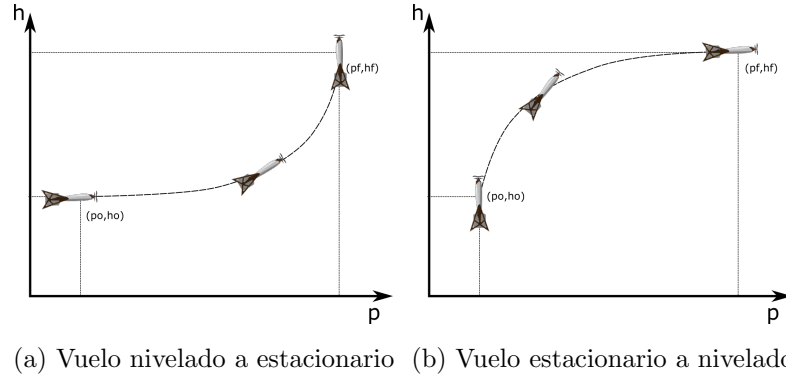 h
(pf,hf)
(po,ho)
p
h
(pf,hf)
(po,ho)
p
(a) Vuelo nivelado a estacionario
(b) Vuelo estacionario a nivelado